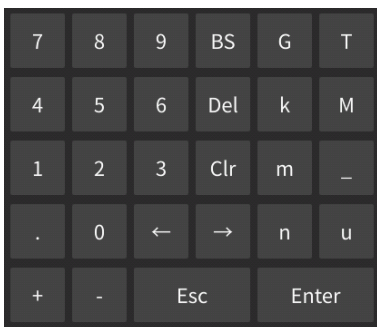 7 8 9 BS G T
4 5 6 Del k M
1 2 3 Clr m _
. 0 ← → n u
+ - Esc Enter